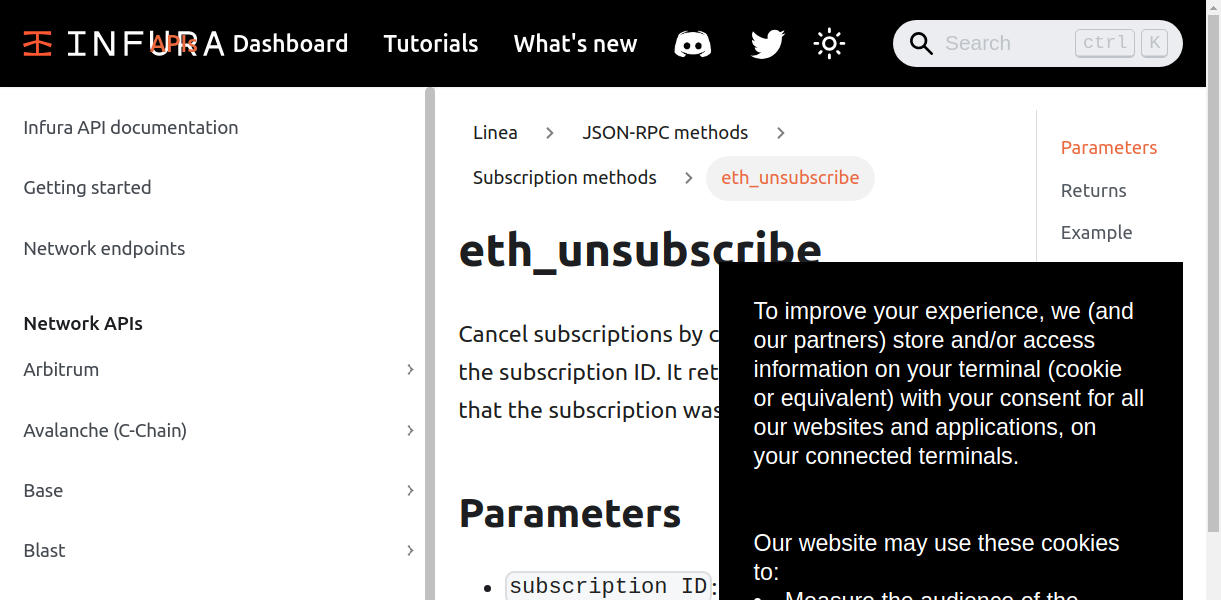 INFURA APIs Dashboard Tutorials What's new Search ctrl K
Infura API documentation
Getting started
Network endpoints
Network APIs
Arbitrum
Avalanche (C-Chain)
Base
Blast
Linea JSON-RPC methods
Subscription methods eth_unsubscribe
eth_unsubscribe
Cancel subscriptions by c
the subscription ID. It ret
that the subscription was
Parameters
• subscription ID:
Parameters
Returns
Example
To improve your experience, we (and
our partners) store and/or access
information on your terminal (cookie
or equivalent) with your consent for all
our websites and applications, on
your connected terminals.
Our website may use these cookies
to:
• Measure the audience of the